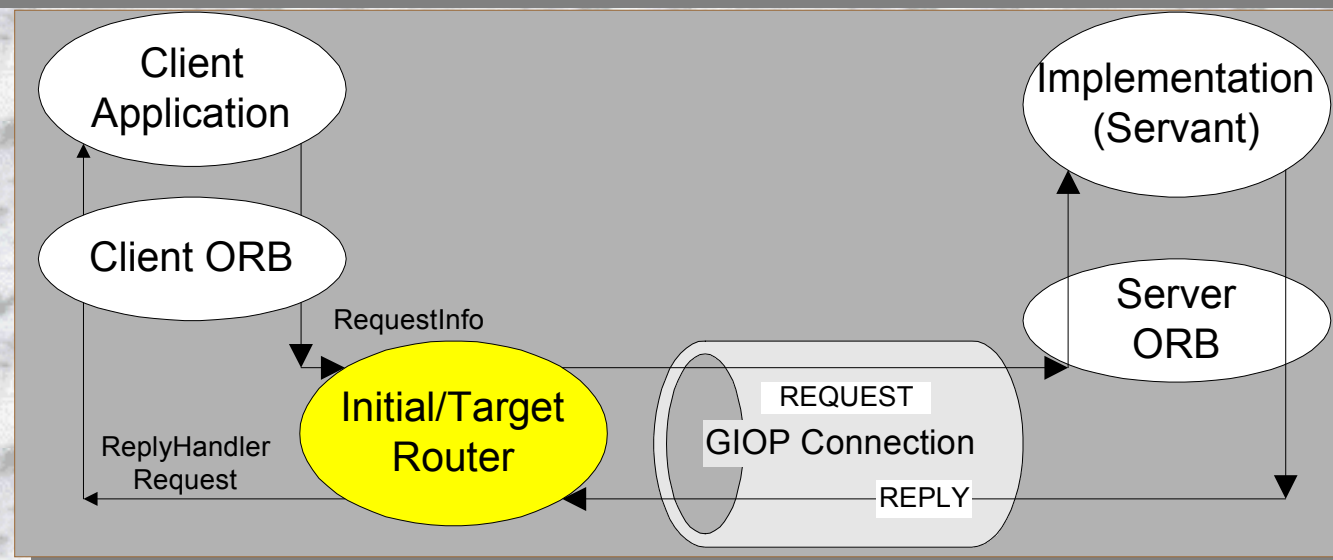 Client
Application
Implementation
(Servant)
Client ORB
Server
ORB
RequestInfo
Initial/Target
Router
REQUEST
GIOP Connection
ReplyHandler
Request
REPLY